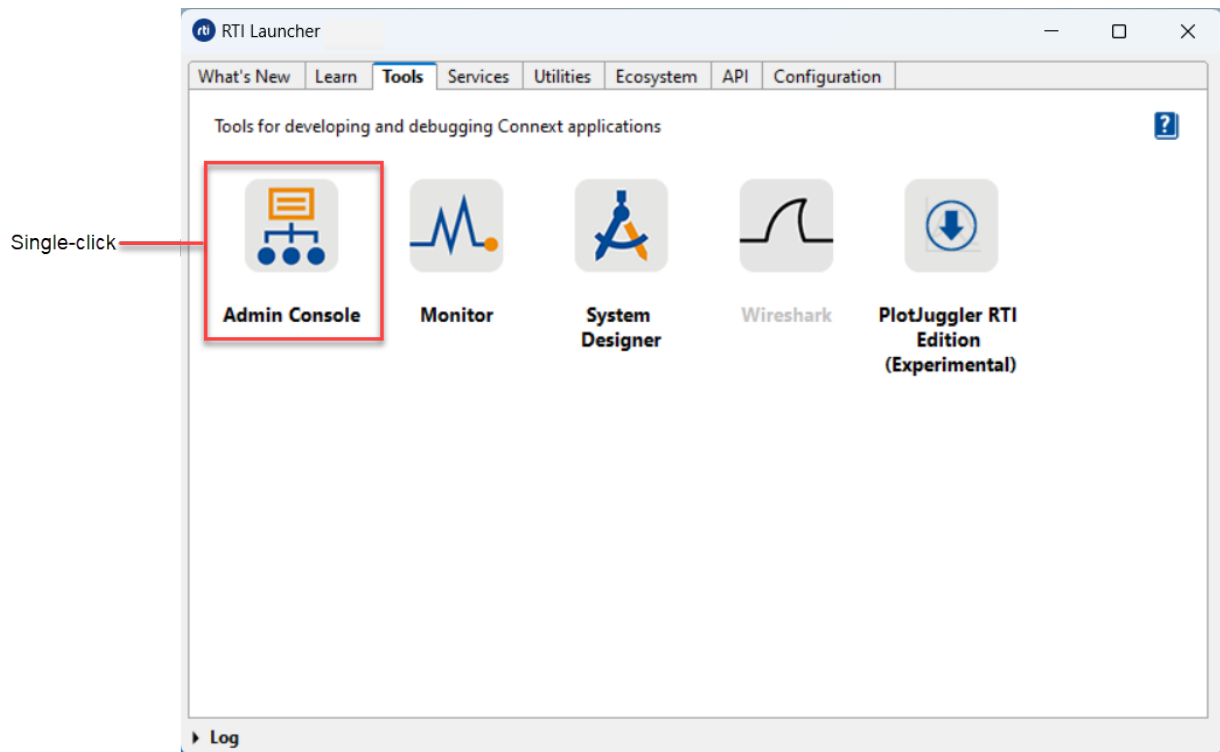 rti RTI Launcher
What's New Learn Tools Services Utilities Ecosystem API Configuration
Tools for developing and debugging Connext applications
?
Single-click
Admin Console
Monitor
System
Designer
Wireshark
PlotJuggler RTI
Edition
(Experimental)
Log